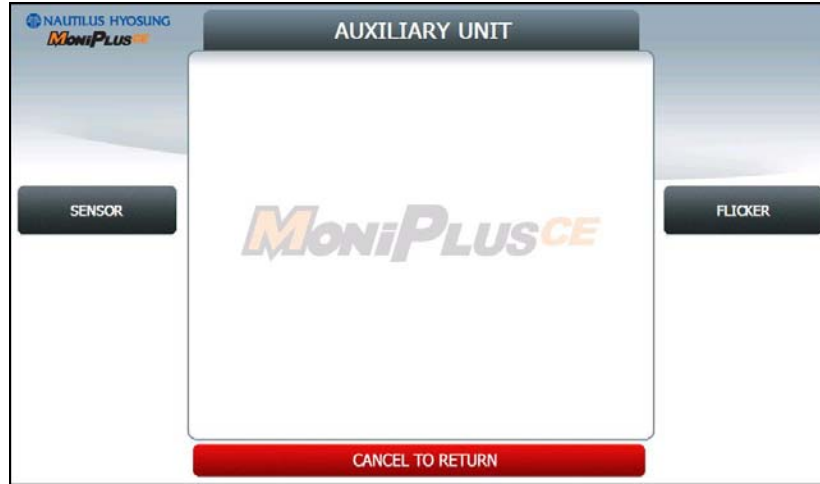 NAUTILUS HYOSUNG
MONIPLUS CE
AUXILIARY UNIT
SENSOR
MONIPLUS CE
FLICKER
CANCEL TO RETURN